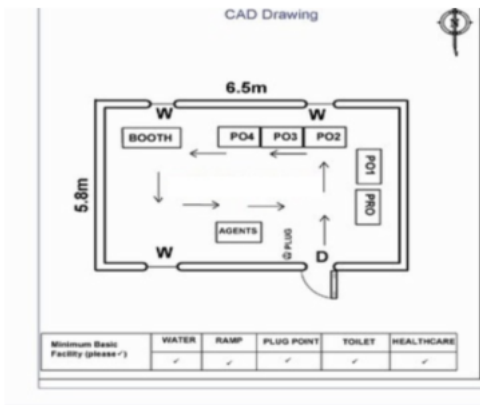 CAD Drawing
6.5m
W W
BOOTH PO4 PO3 PO2
PO1
5.8m
PRO
AGENTS
PLUG
W D
Minimum Basic Facility (please✓) WATER RAMP PLUG POINT TOILET HEALTHCARE
✓ ✓ ✓ ✓ ✓